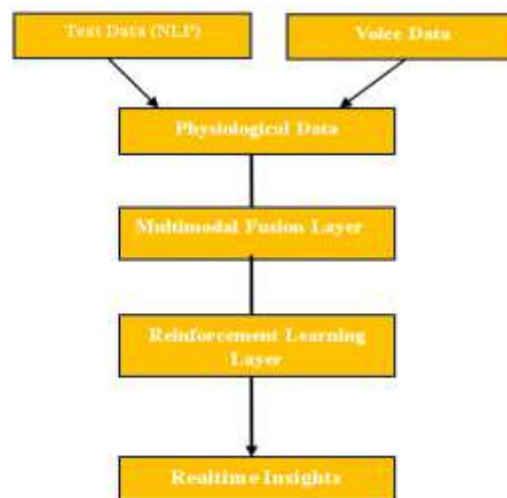 Text Data (NLP)
Voice Data
Physiological Data
Multimodal Fusion Layer
Reinforcement Learning
Layer
Realtime Insights